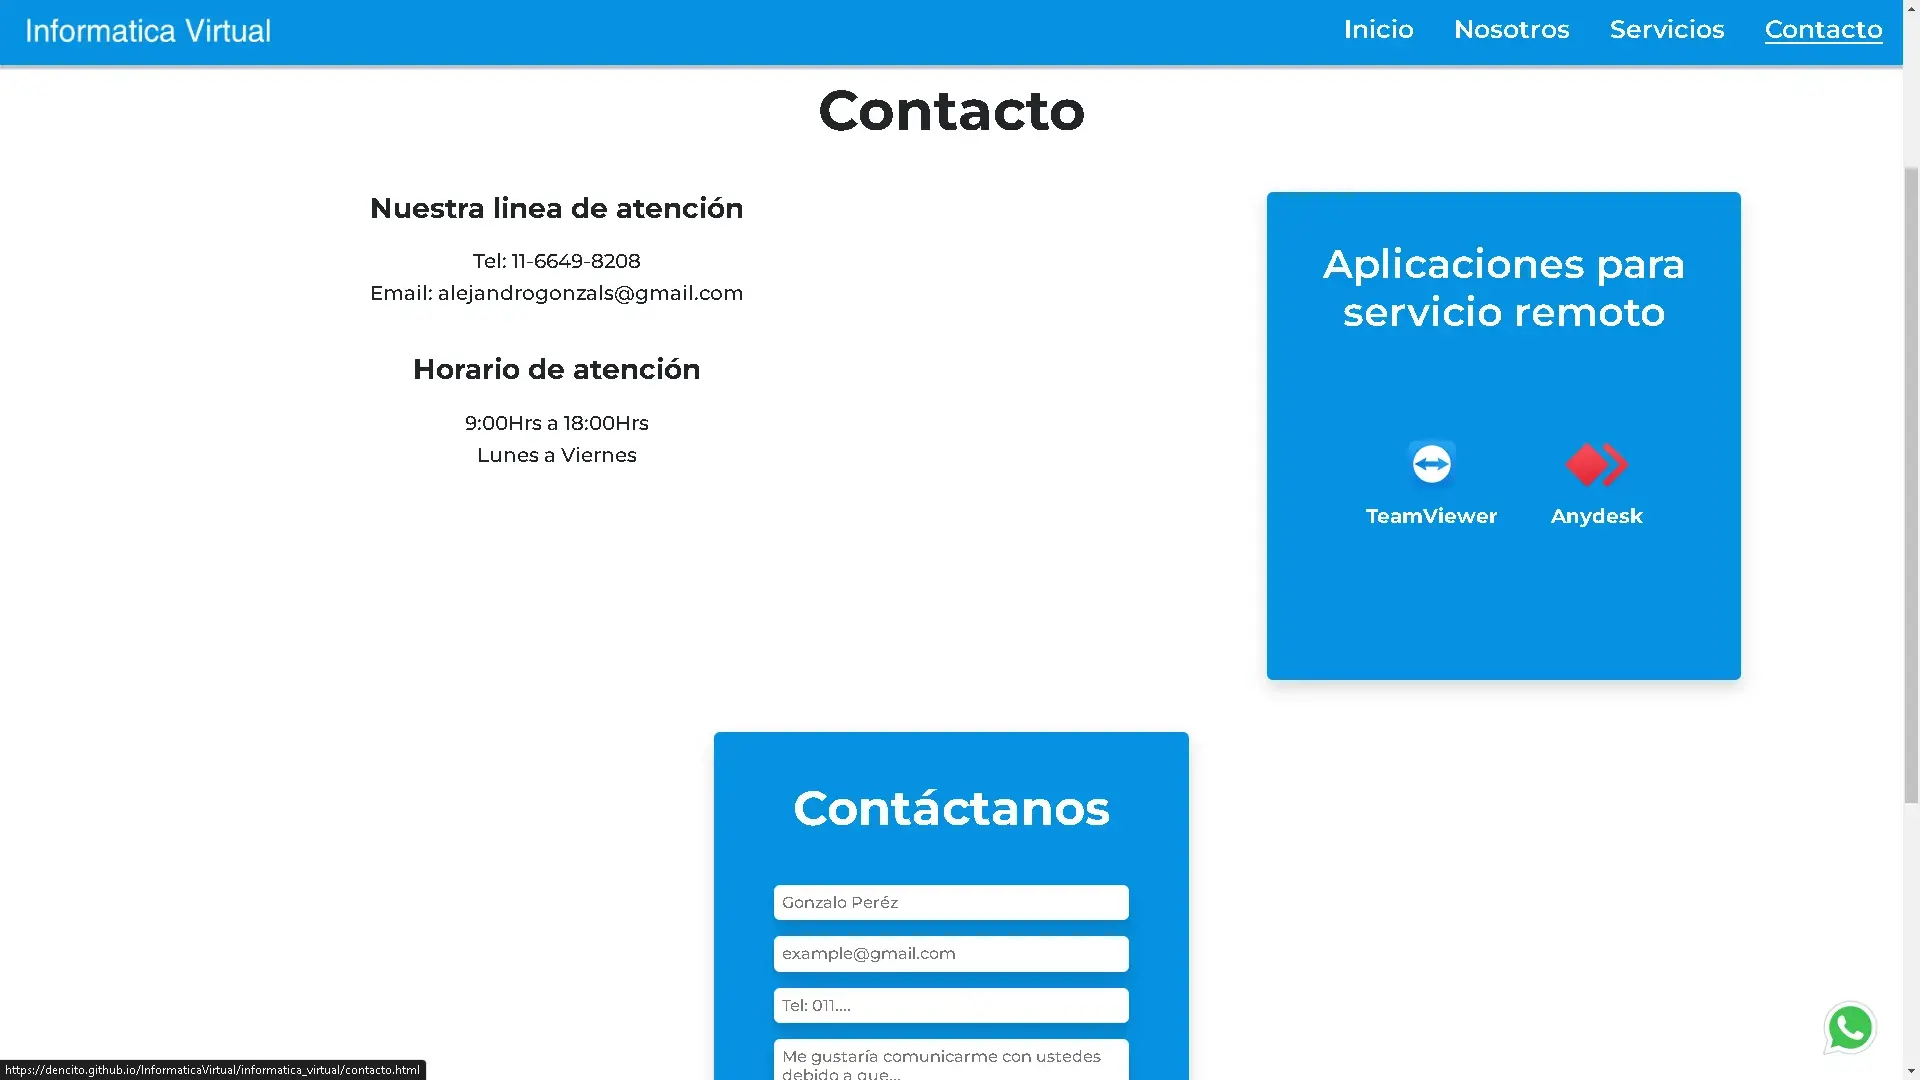 Informatica Virtual
Inicio
Nosotros
Servicios
Contacto
Contacto
Nuestra linea de atención
Tel: 11-6649-8208
Email: alejandrogonzals@gmail.com
Horario de atención
9:00Hrs a 18:00Hrs
Lunes a Viernes
Aplicaciones para
servicio remoto
TeamViewer
Anydesk
Contáctanos
Gonzalo Peréz
example@gmail.com
Tel: 011....
Me gustaría comunicarme con ustedes
debido a que...
https://dencito.github.io/InformaticaVirtual/informatica_virtual/contacto.html